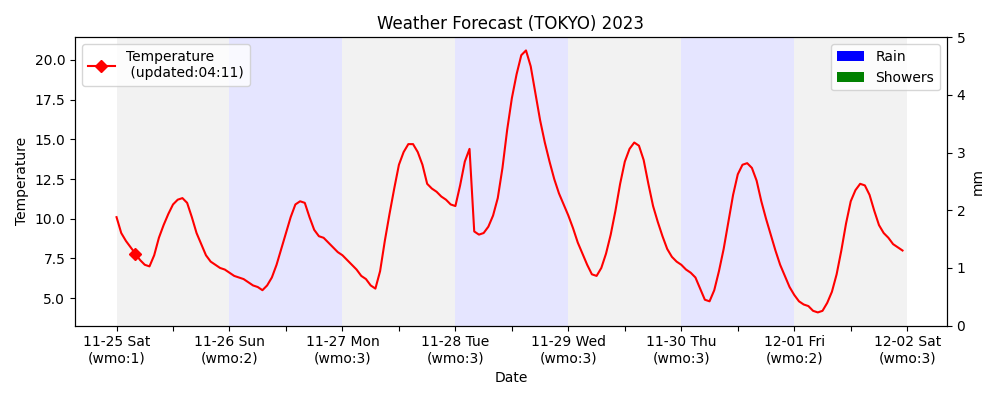 Weather Forecast (TOKYO) 2023
Temperature
(updated:04:11)
Rain
Showers
20.0
17.5
15.0
12.5
10.0
7.5
5.0
Temperature
5
4
3
2
1
0
mm
11-25 Sat
(wmo:1)
11-26 Sun
(wmo:2)
11-27 Mon
(wmo:3)
11-28 Tue
(wmo:3)
11-29 Wed
(wmo:3)
11-30 Thu
(wmo:3)
12-01 Fri
(wmo:2)
12-02 Sat
(wmo:3)
Date